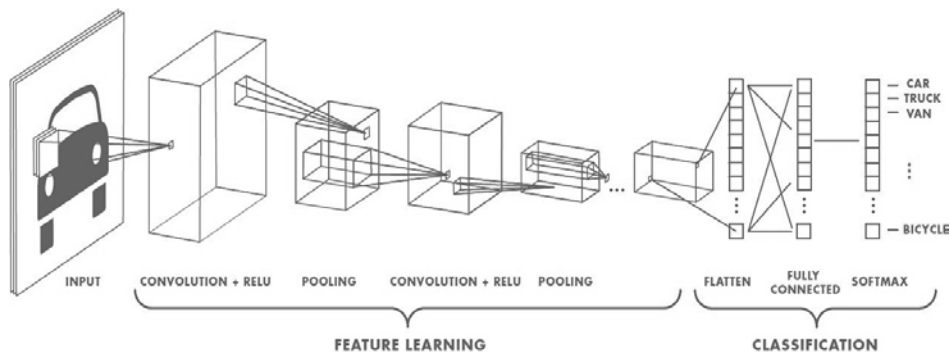 CAR
TRUCK
VAN
BICYCLE
INPUT
CONVOLUTION + RELU
POOLING
CONVOLUTION + RELU
POOLING
FLATTEN
FULLY
CONNECTED
SOFTMAX
FEATURE LEARNING
CLASSIFICATION